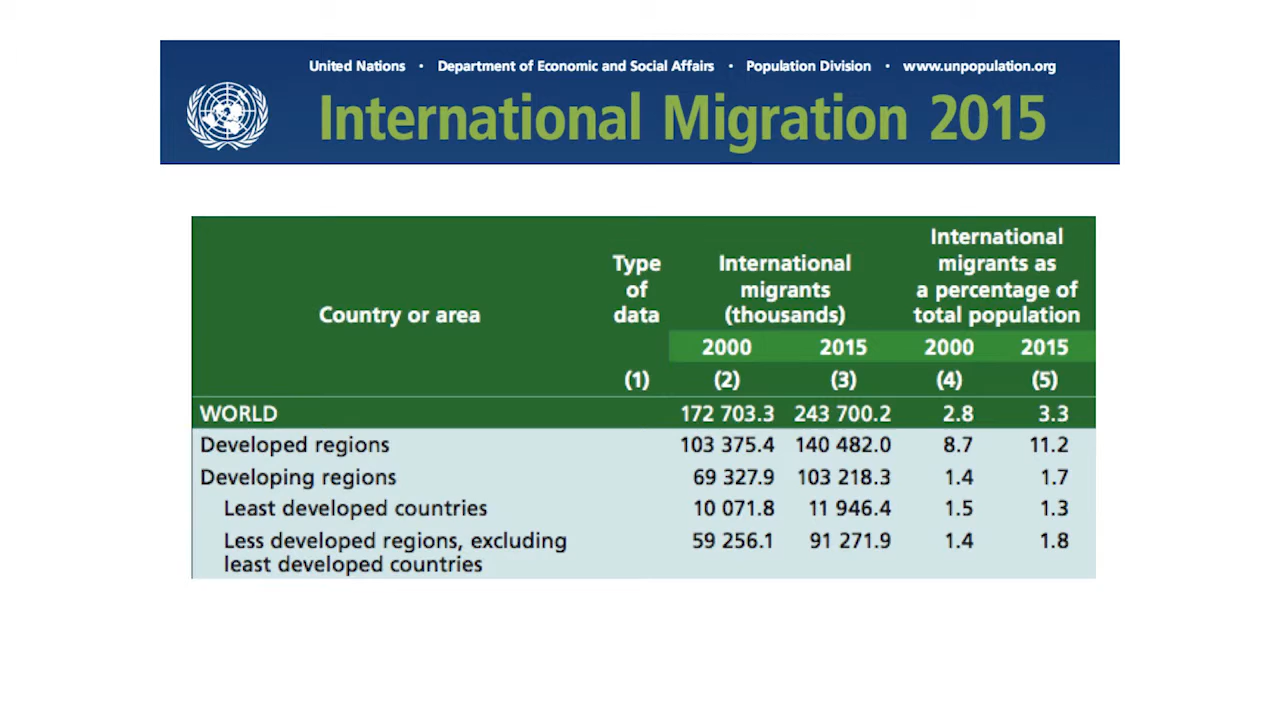 United Nations • Department of Economic and Social Affairs • Population Division • www.unpopulation.org
International Migration 2015
Country or area
Type
of
data
International
migrants
(thousands)
International
migrants as
a percentage of
total population
2000 2015 2000 2015
(1) (2) (3) (4) (5)
WORLD 172 703.3 243 700.2 2.8 3.3
Developed regions 103 375.4 140 482.0 8.7 11.2
Developing regions 69 327.9 103 218.3 1.4 1.7
Least developed countries 10 071.8 11 946.4 1.5 1.3
Less developed regions, excluding 59 256.1 91 271.9 1.4 1.8
least developed countries